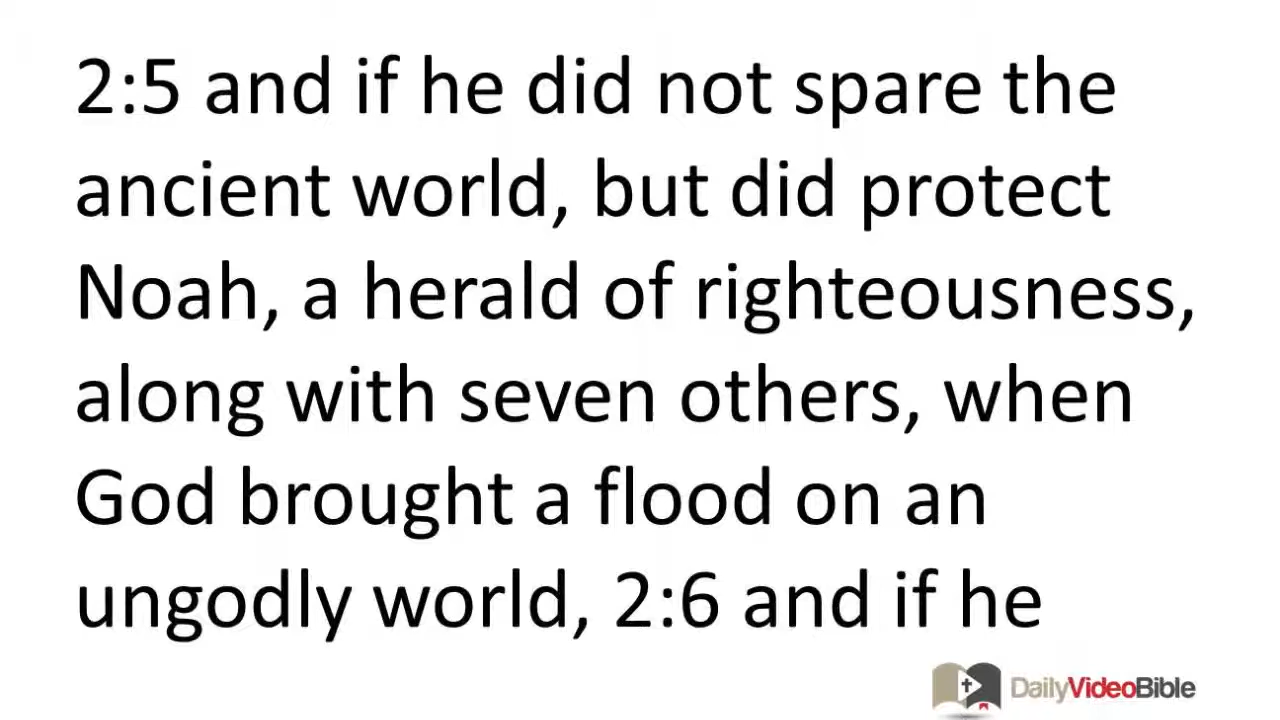 2:5 and if he did not spare the
ancient world, but did protect
Noah, a herald of righteousness,
along with seven others, when
God brought a flood on an
ungodly world, 2:6 and if he
DailyVideoBible